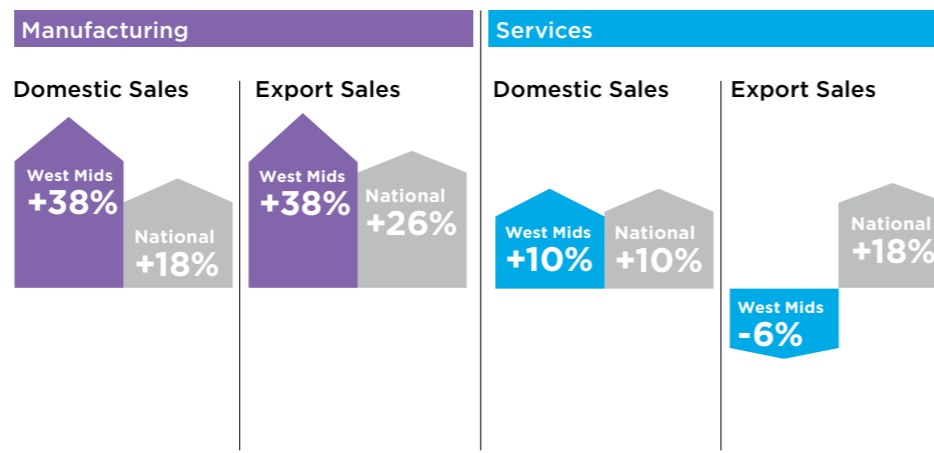 Manufacturing
Services
Domestic Sales
West Mids
+38%
National
+18%
Export Sales
West Mids
+38%
National
+26%
Domestic Sales
West Mids
+10%
National
+10%
Export Sales
West Mids
-6%
National
+18%